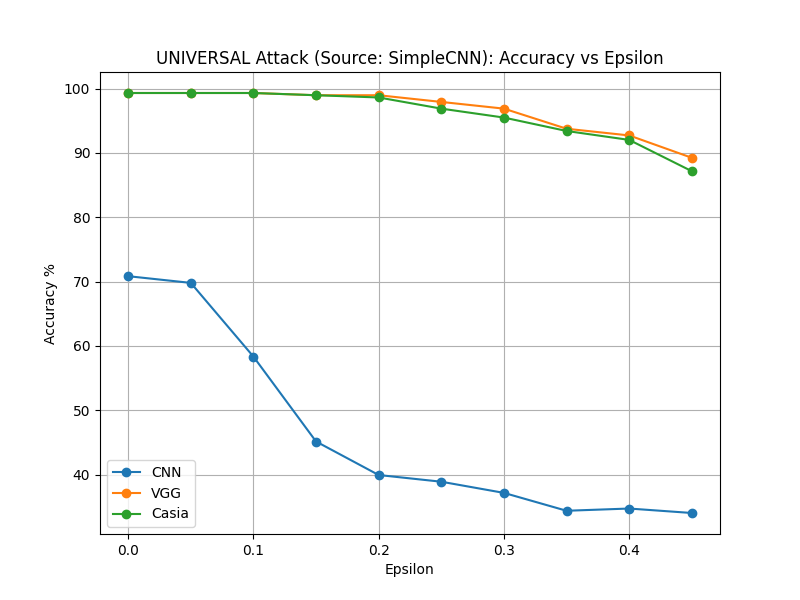 UNIVERSAL Attack (Source: SimpleCNN): Accuracy vs Epsilon
100
90
80
70
60
50
40
Accuracy %
CNN
VGG
Casia
0.0 0.1 0.2 0.3 0.4
Epsilon